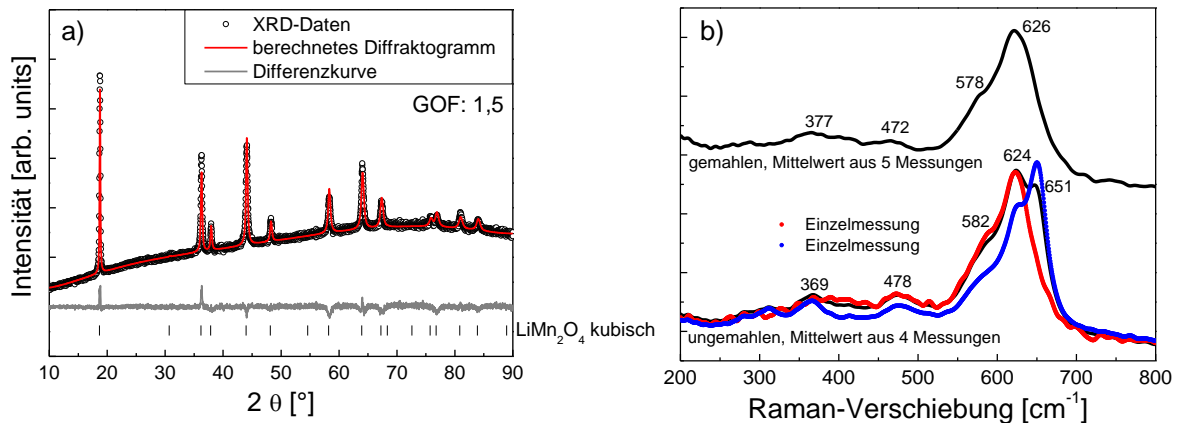 a)
XRD-Daten
berechnetes Diffraktogramm
Differenzkurve
GOF: 1,5
Intensität [arb. units]
LiMn₂O₄ kubisch
10 20 30 40 50 60 70 80 90
2 θ [°]
b)
626
578
377
472
gemahlen, Mittelwert aus 5 Messungen
624
651
582
Einzelmessung
Einzelmessung
369
478
ungemahlen, Mittelwert aus 4 Messungen
200 300 400 500 600 700 800
Raman-Verschiebung [cm⁻¹]